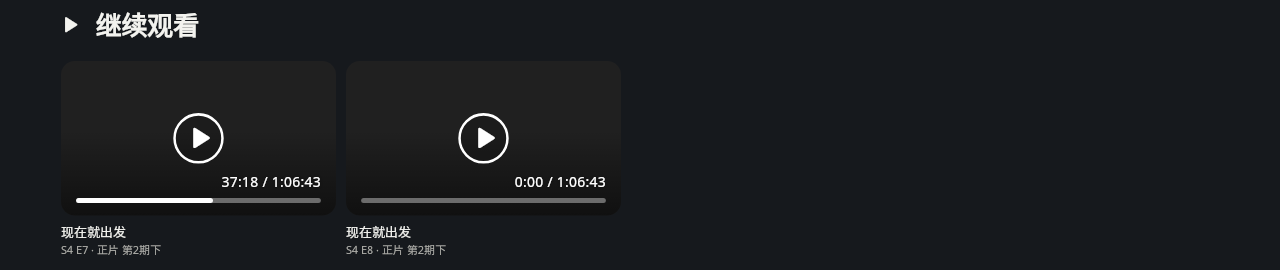 继续观看
37:18 / 1:06:43
0:00 / 1:06:43
现在就出发
S4 E7 · 正片 第2期下
现在就出发
S4 E8 · 正片 第2期下